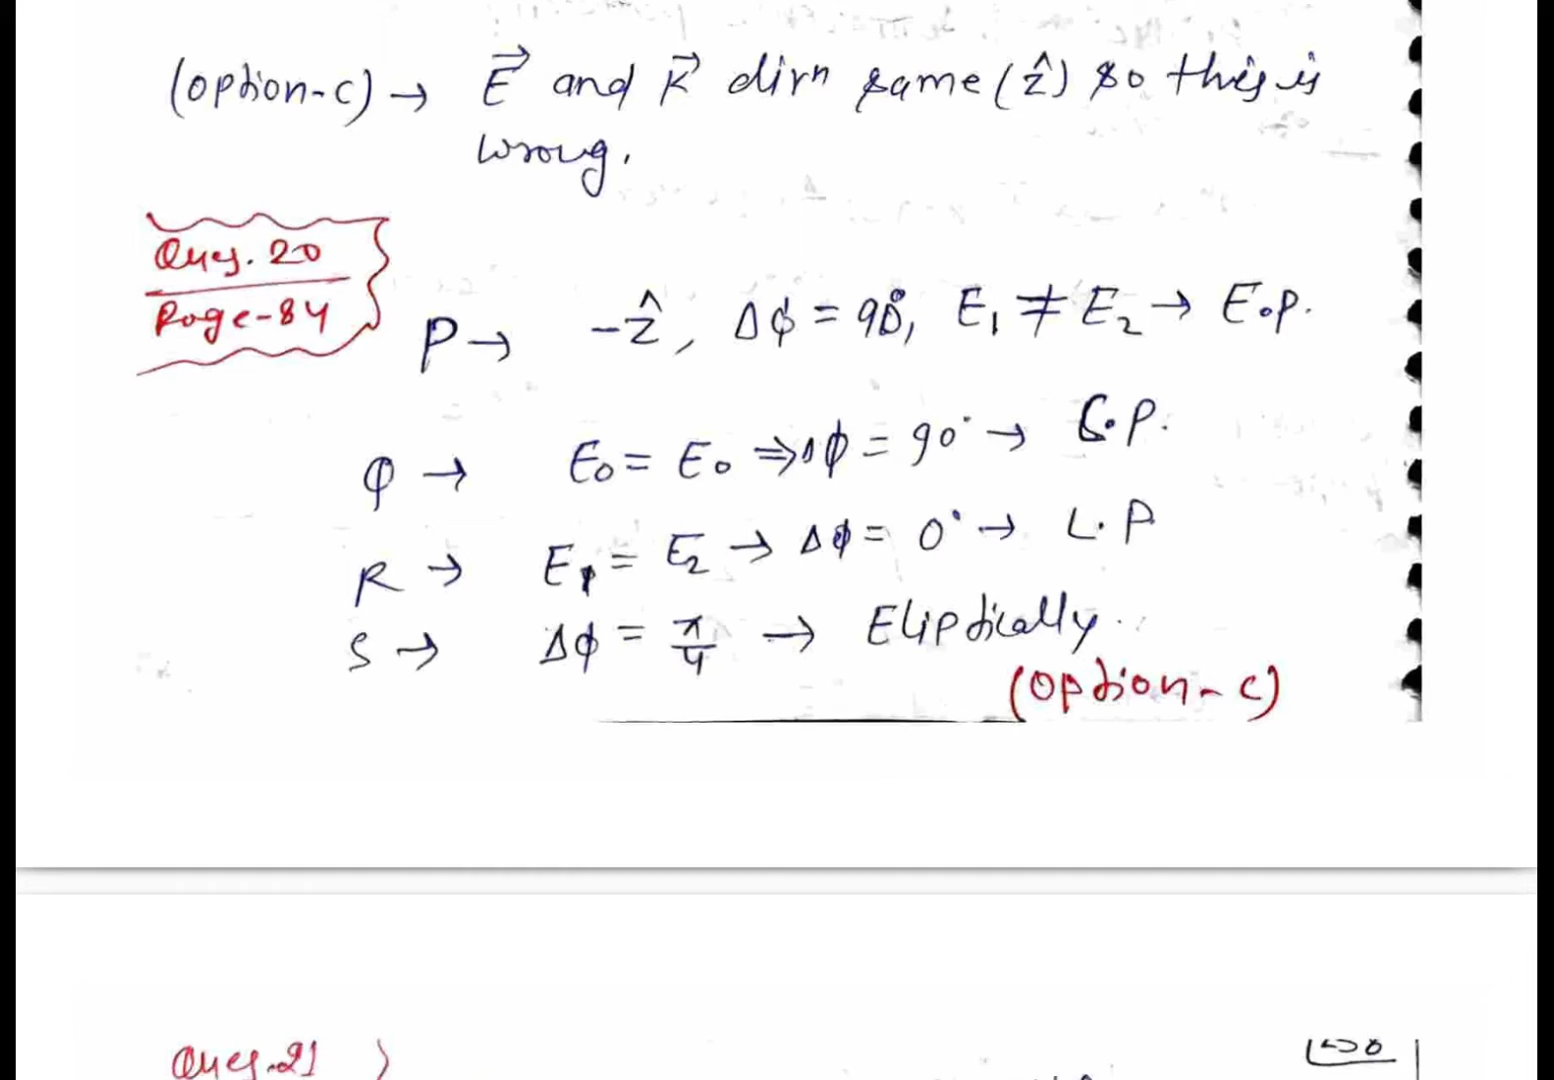 (option-c) → E⃗ and K⃗ dirn same (ẑ) so this is
wrong.
Ques. 20
Page-84
P → -ẑ, Δϕ = 90°, E₁ ≠ E₂ → E.P.
Q → E₀ = E₀ ⇒ Δϕ = 90° → C.P.
R → E₁ = E₂ → Δϕ = 0° → L.P
S → Δϕ = π/4 → Eliptically.
(option-c)
Ques.21